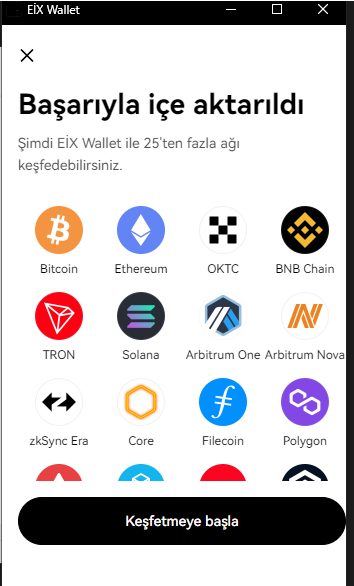 EİX Wallet
Başarıyla içe aktarıldı
Şimdi EİX Wallet ile 25'ten fazla ağı
keşfedebilirsiniz.
Bitcoin Ethereum OKTC BNB Chain
TRON Solana Arbitrum One Arbitrum Nova
zkSync Era Core Filecoin Polygon
Keşfetmeye başla